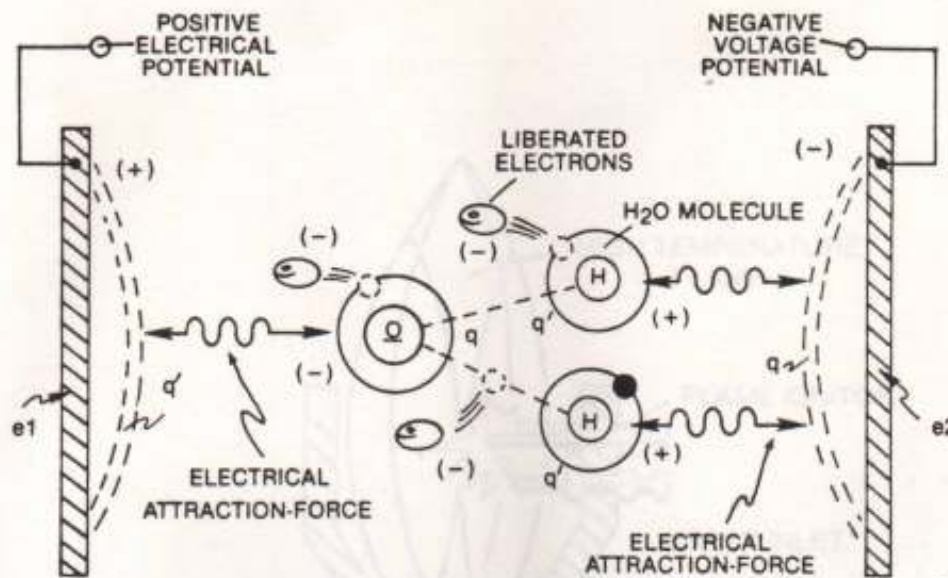 POSITIVE
ELECTRICAL
POTENTIAL
NEGATIVE
VOLTAGE
POTENTIAL
(+)
LIBERATED
ELECTRONS
(-)
(-)
(-)
H2O MOLECULE
H
O
q
q'
(+)
(-)
q'
q
e1
e2
(-)
H
(+)
q'
ELECTRICAL
ATTRACTION-FORCE
ELECTRICAL
ATTRACTION-FORCE